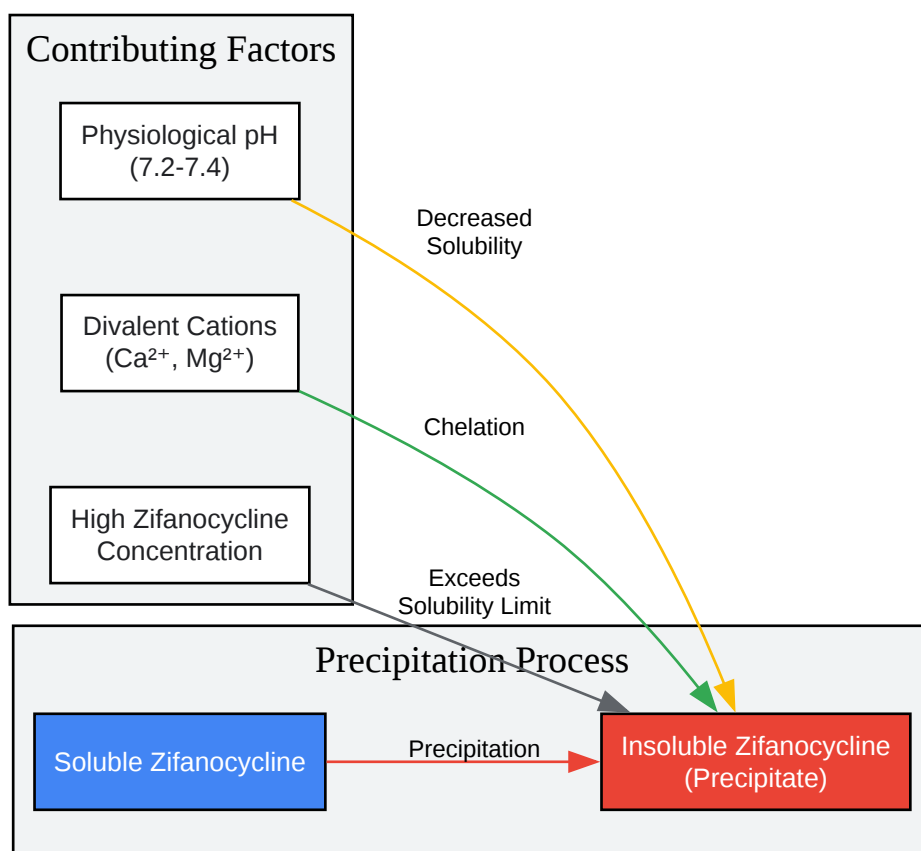 Contributing Factors
Physiological pH
(7.2-7.4)
Decreased
Solubility
Divalent Cations
(Ca²⁺, Mg²⁺)
Chelation
High Zifanocycline
Concentration
Exceeds
Solubility Limit
Precipitation Process
Soluble Zifanocycline
Precipitation
Insoluble Zifanocycline
(Precipitate)